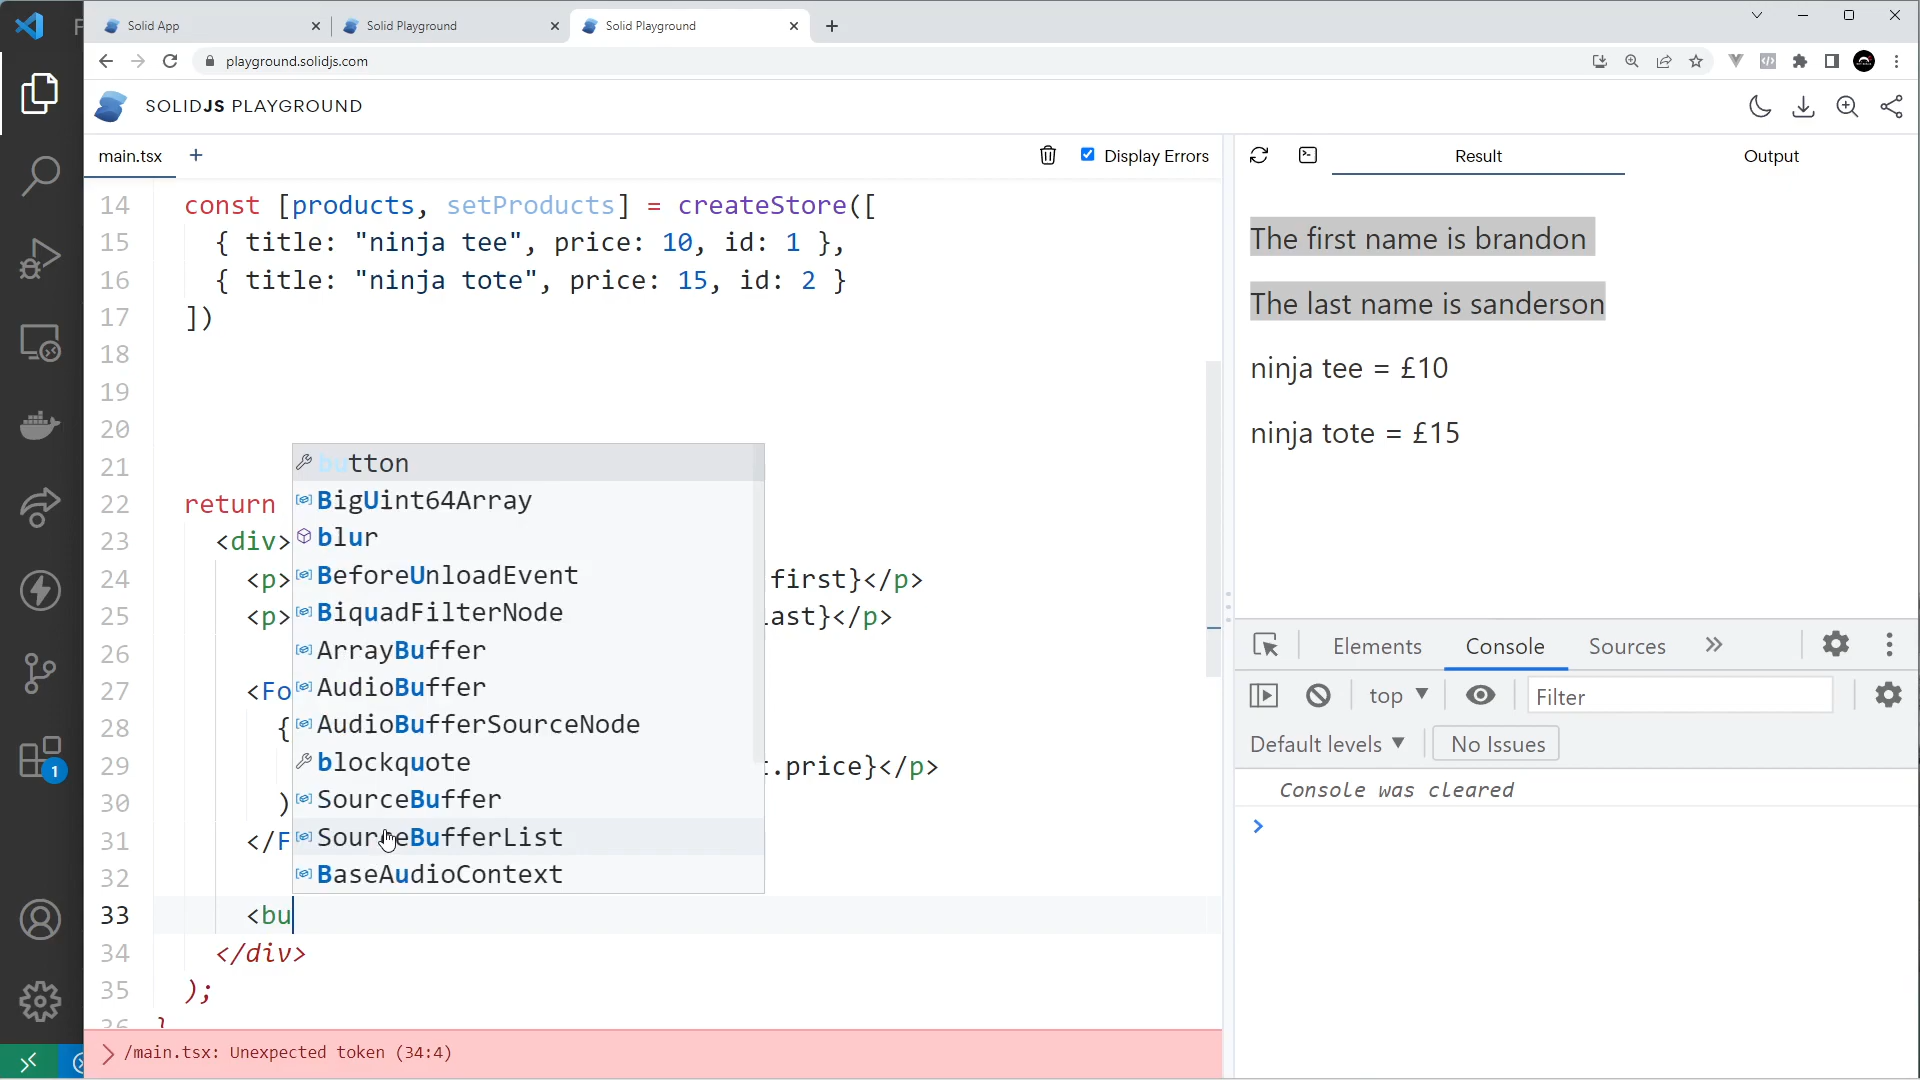 F
Solid App
Solid Playground
Solid Playground
playground.solidjs.com
SOLIDJS PLAYGROUND
main.tsx
Display Errors
Result
Output
14 const [products, setProducts] = createStore([
15 { title: "ninja tee", price: 10, id: 1 },
16 { title: "ninja tote", price: 15, id: 2 }
17 ])
18
19
20
21
22 return
23 <div>
24 <p> first}</p>
25 <p> last}</p>
26
27 <Fo
28 {
29 .price}</p>
30 )
31 </F
32
33 <bu
34 </div>
35 );
36 }
button
BigUint64Array
blur
BeforeUnloadEvent
BiquadFilterNode
ArrayBuffer
AudioBuffer
AudioBufferSourceNode
blockquote
SourceBuffer
SourceBufferList
BaseAudioContext
/main.tsx: Unexpected token (34:4)
The first name is brandon
The last name is sanderson
ninja tee = £10
ninja tote = £15
Elements
Console
Sources
top
Filter
Default levels
No Issues
Console was cleared
1